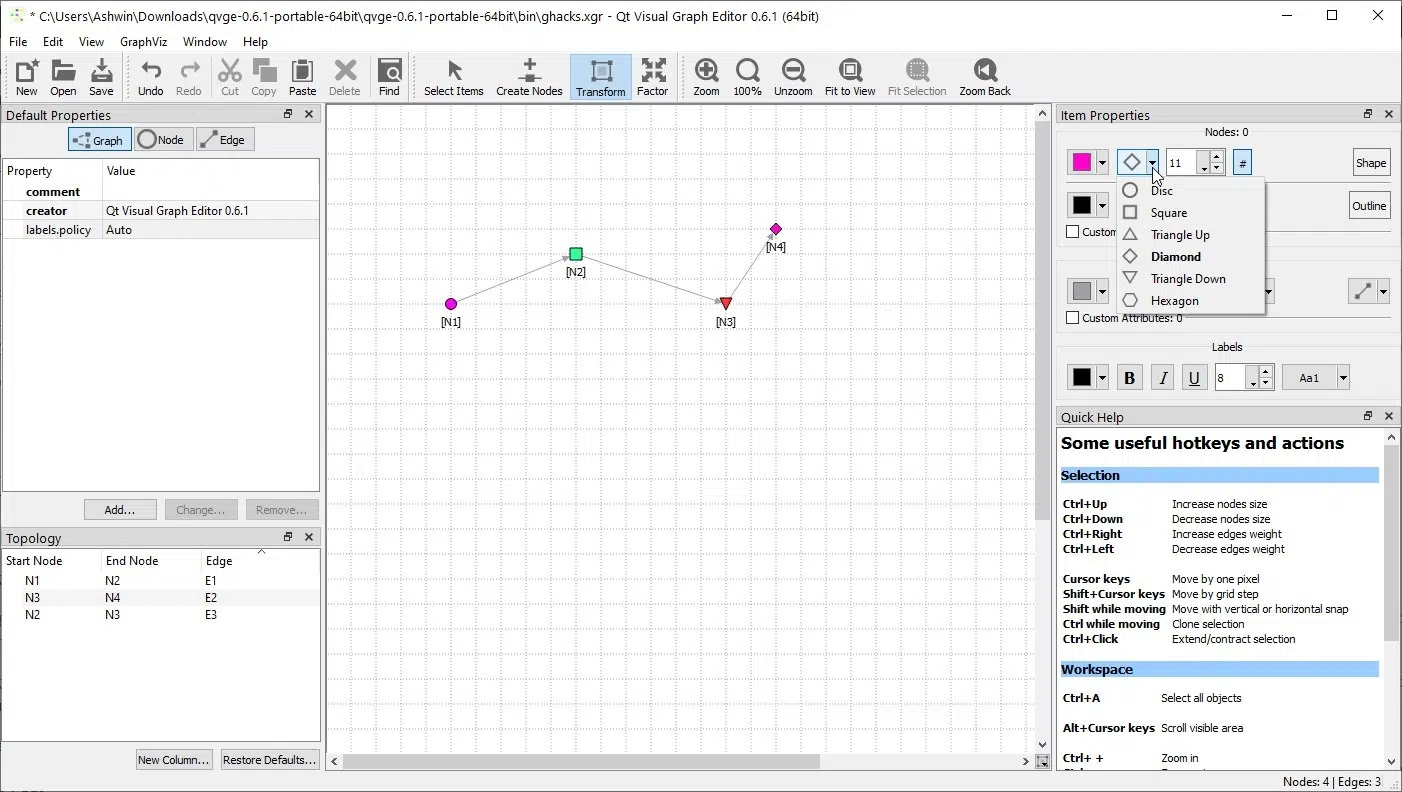 * C:\Users\Ashwin\Downloads\qvge-0.6.1-portable-64bit\qvge-0.6.1-portable-64bit\bin\ghacks.xgr - Qt Visual Graph Editor 0.6.1 (64bit)
File Edit View GraphViz Window Help
New Open Save Undo Redo Cut Copy Paste Delete Find Select Items Create Nodes Transform Factor Zoom 100% Unzoom Fit to View Fit Selection Zoom Back
Default Properties
Graph Node Edge
Property Value
comment
creator Qt Visual Graph Editor 0.6.1
labels.policy Auto
Add... Change... Remove...
Topology
Start Node End Node Edge
N1 N2 E1
N3 N4 E2
N2 N3 E3
New Column... Restore Defaults...
[N4]
[N2]
[N1]
[N3]
Item Properties
Nodes: 0
11 # Shape
Disc
Square
Outline
Custom
Triangle Up
Diamond
Triangle Down
Hexagon
Custom Attributes: 0
Labels
B I U 8 Aa1
Quick Help
Some useful hotkeys and actions
Selection
Ctrl+Up Increase nodes size
Ctrl+Down Decrease nodes size
Ctrl+Right Increase edges weight
Ctrl+Left Decrease edges weight
Cursor keys Move by one pixel
Shift+Cursor keys Move by grid step
Shift while moving Move with vertical or horizontal snap
Ctrl while moving Clone selection
Ctrl+Click Extend/contract selection
Workspace
Ctrl+A Select all objects
Alt+Cursor keys Scroll visible area
Ctrl+ + Zoom in
Nodes: 4 | Edges: 3